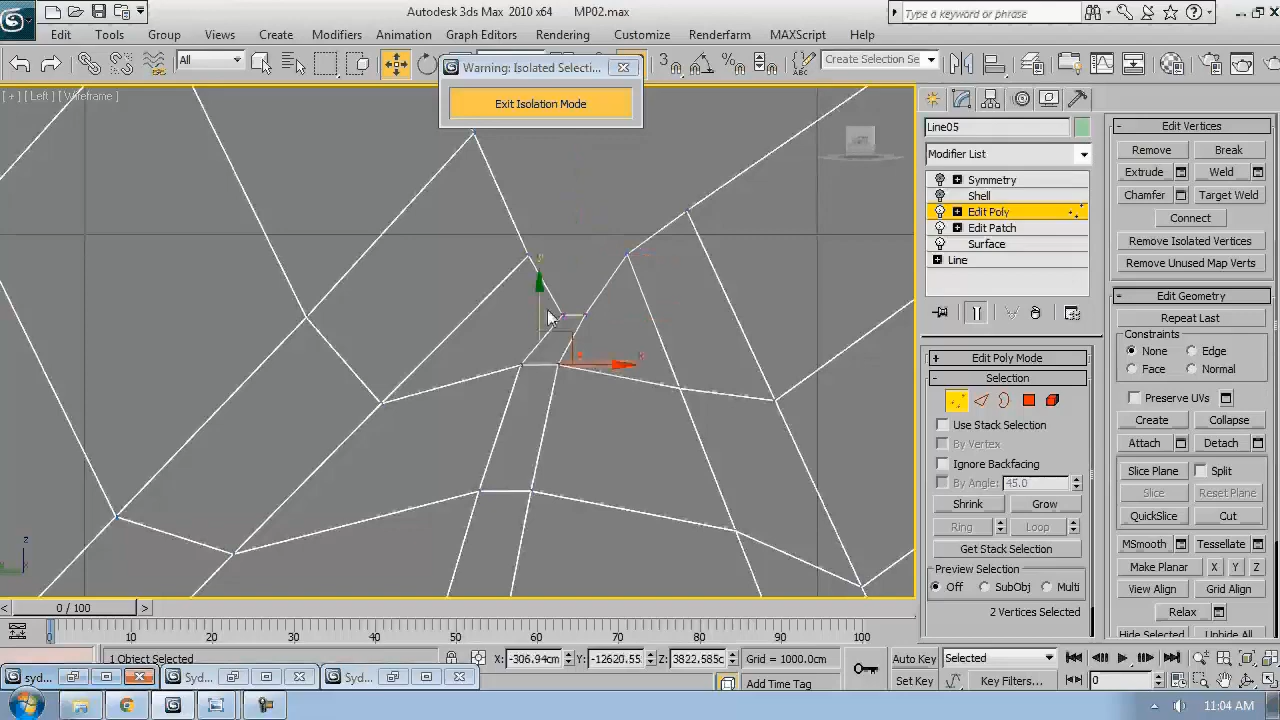 Autodesk 3ds Max 2010 x64 MP02.max
Type a keyword or phrase
Edit Tools Group Views Create Modifiers Animation Graph Editors Rendering Customize Renderfarm MAXScript Help
All
3
Create Selection Se
Warning: Isolated Selecti...
Exit Isolation Mode
[ + ] [ Left ] [ Wireframe ]
Line05
Modifier List
Symmetry
Shell
Edit Poly
Edit Patch
Surface
Line
Edit Poly Mode
Selection
Use Stack Selection
By Vertex
Ignore Backfacing
By Angle: 45.0
Shrink Grow
Ring Loop
Get Stack Selection
Preview Selection
Off SubObj Multi
2 Vertices Selected
Edit Vertices
Remove Break
Extrude Weld
Chamfer Target Weld
Connect
Remove Isolated Vertices
Remove Unused Map Verts
Edit Geometry
Repeat Last
Constraints
None Edge
Face Normal
Preserve UVs
Create Collapse
Attach Detach
Slice Plane Split
Slice Reset Plane
QuickSlice Cut
MSmooth Tessellate
Make Planar X Y Z
View Align Grid Align
Relax
Hide Selected Unhide All
z
x
< 0 / 100 >
0 10 20 30 40 50 60 70 80 90 100
1 Object Selected X: -306.94cm Y: -12620.55 Z: 3822.585c Grid = 1000.0cm
Add Time Tag
Auto Key Selected
Set Key Key Filters... 0
syd... Syd... Syd...
11:04 AM